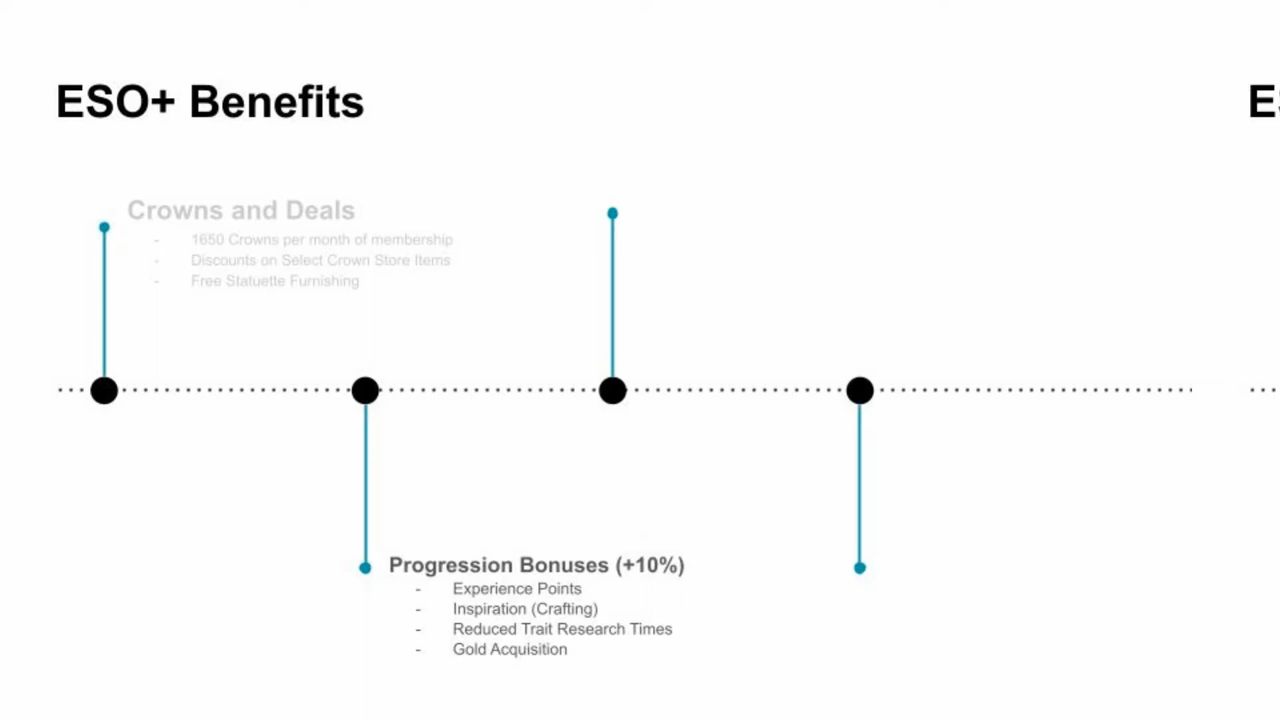 ESO+ Benefits
Crowns and Deals
- 1650 Crowns per month of membership
- Discounts on Select Crown Store Items
- Free Statuette Furnishing
Progression Bonuses (+10%)
- Experience Points
- Inspiration (Crafting)
- Reduced Trait Research Times
- Gold Acquisition